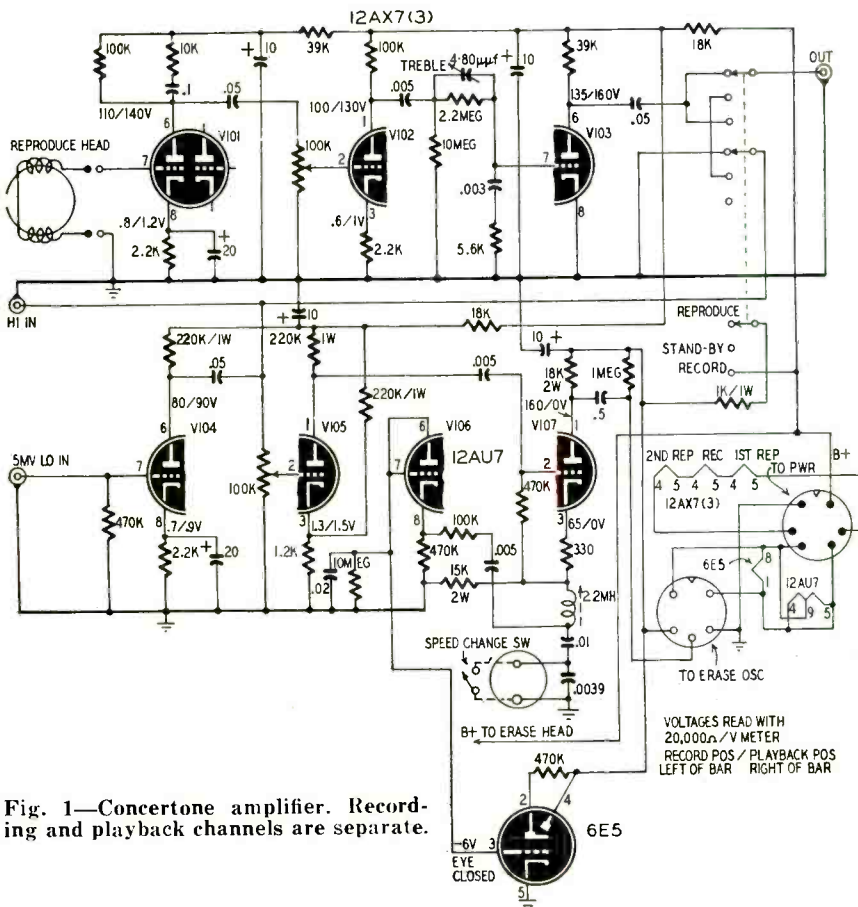 12AX7(3)
100K
10K
+
10
39K
100K
4-80μμf
TREBLE
+
10
39K
18K
OUT
.1
.05
.005
110/140V
100/130V
2.2MEG
135/160V
.05
REPRODUCE HEAD
6
V101
100K
1
V102
10MEG
6
V103
7
2
7
.003
8
3
8
.8/1.2V
.6/1V
2.2K
+
20
2.2K
5.6K
HI IN
+
10
18K
REPRODUCE
220K/1W
220K
1W
10
+
STAND-BY
RECORD
.05
.005
18K
2W
1MEG
1K/1W
80/90V
220K/1W
160/0V
.5
6
V104
1
V105
6
V106
1
V107
2ND REP
REC
1ST REP
B+
TO PWR
4
5
4
5
4
5
12AX7(3)
5MV LO IN
7
100K
2
7
12AU7
2
470K
8
3
8
3
470K
.7/.9V
1.3/1.5V
100K
65/0V
6E5
8
1
2.2K
+
20
1.2K
10MEG
470K
.005
330
12AU7
4
9
5
.02
15K
2W
2.2MH
SPEED CHANGE SW
.01
.0039
TO ERASE OSC
B+ TO ERASE HEAD
VOLTAGES READ WITH
20,000Ω/V METER
RECORD POS / PLAYBACK POS
LEFT OF BAR RIGHT OF BAR
470K
2
4
Fig. 1—Concertone amplifier. Record-
ing and playback channels are separate.
-6V
3
6E5
EYE
CLOSED
5